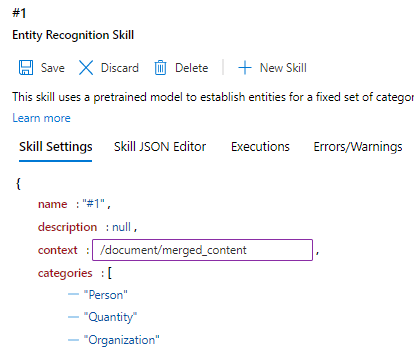 #1
Entity Recognition Skill
Save Discard Delete New Skill
This skill uses a pretrained model to establish entities for a fixed set of categor
Learn more
Skill Settings Skill JSON Editor Executions Errors/Warnings
{
name : "#1" ,
description : null ,
context : /document/merged_content ,
categories : [
"Person"
"Quantity"
"Organization"